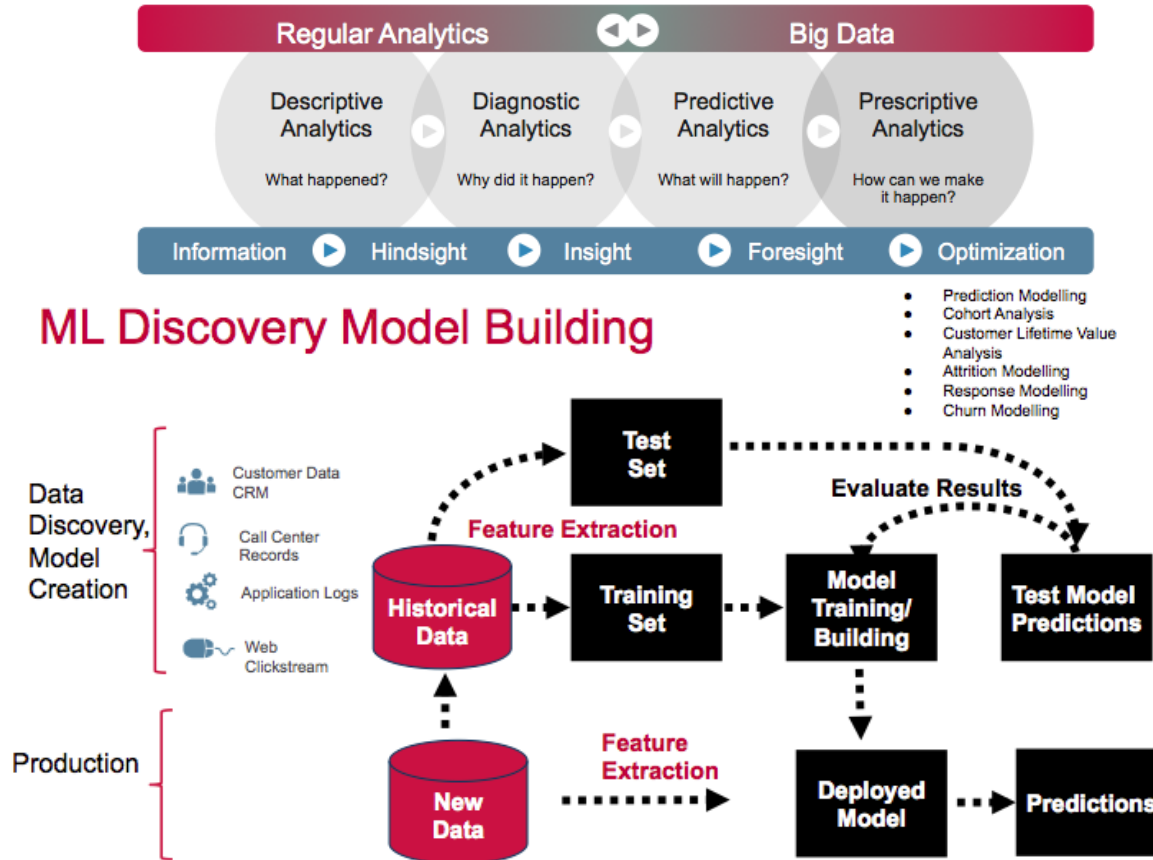 Regular Analytics
Big Data
Descriptive
Analytics
What happened?
Diagnostic
Analytics
Why did it happen?
Predictive
Analytics
What will happen?
Prescriptive
Analytics
How can we make
it happen?
Information
Hindsight
Insight
Foresight
Optimization
• Prediction Modelling
• Cohort Analysis
• Customer Lifetime Value
Analysis
• Attrition Modelling
• Response Modelling
• Churn Modelling
ML Discovery Model Building
Data
Discovery,
Model
Creation
Customer Data
CRM
Call Center
Records
Application Logs
Web
Clickstream
Historical
Data
Feature Extraction
Test
Set
Training
Set
Evaluate Results
Model
Training/
Building
Test Model
Predictions
Production
New
Data
Feature
Extraction
Deployed
Model
Predictions